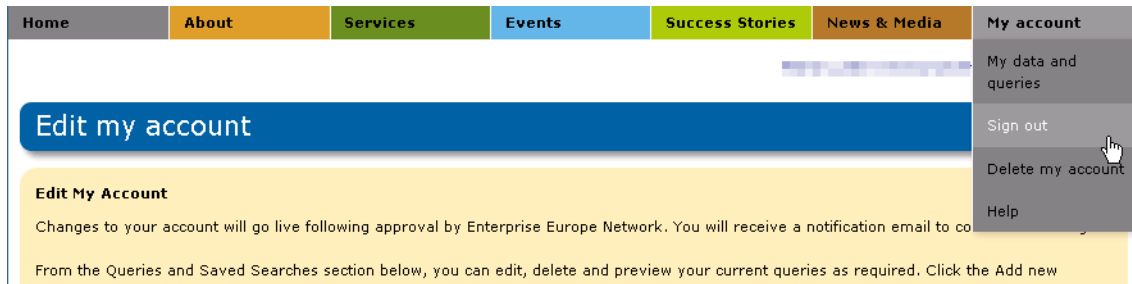 Home About Services Events Success Stories News & Media My account
My data and
queries
Edit my account
Sign out
Delete my account
Edit My Account
Help
Changes to your account will go live following approval by Enterprise Europe Network. You will receive a notification email to co
From the Queries and Saved Searches section below, you can edit, delete and preview your current queries as required. Click the Add new